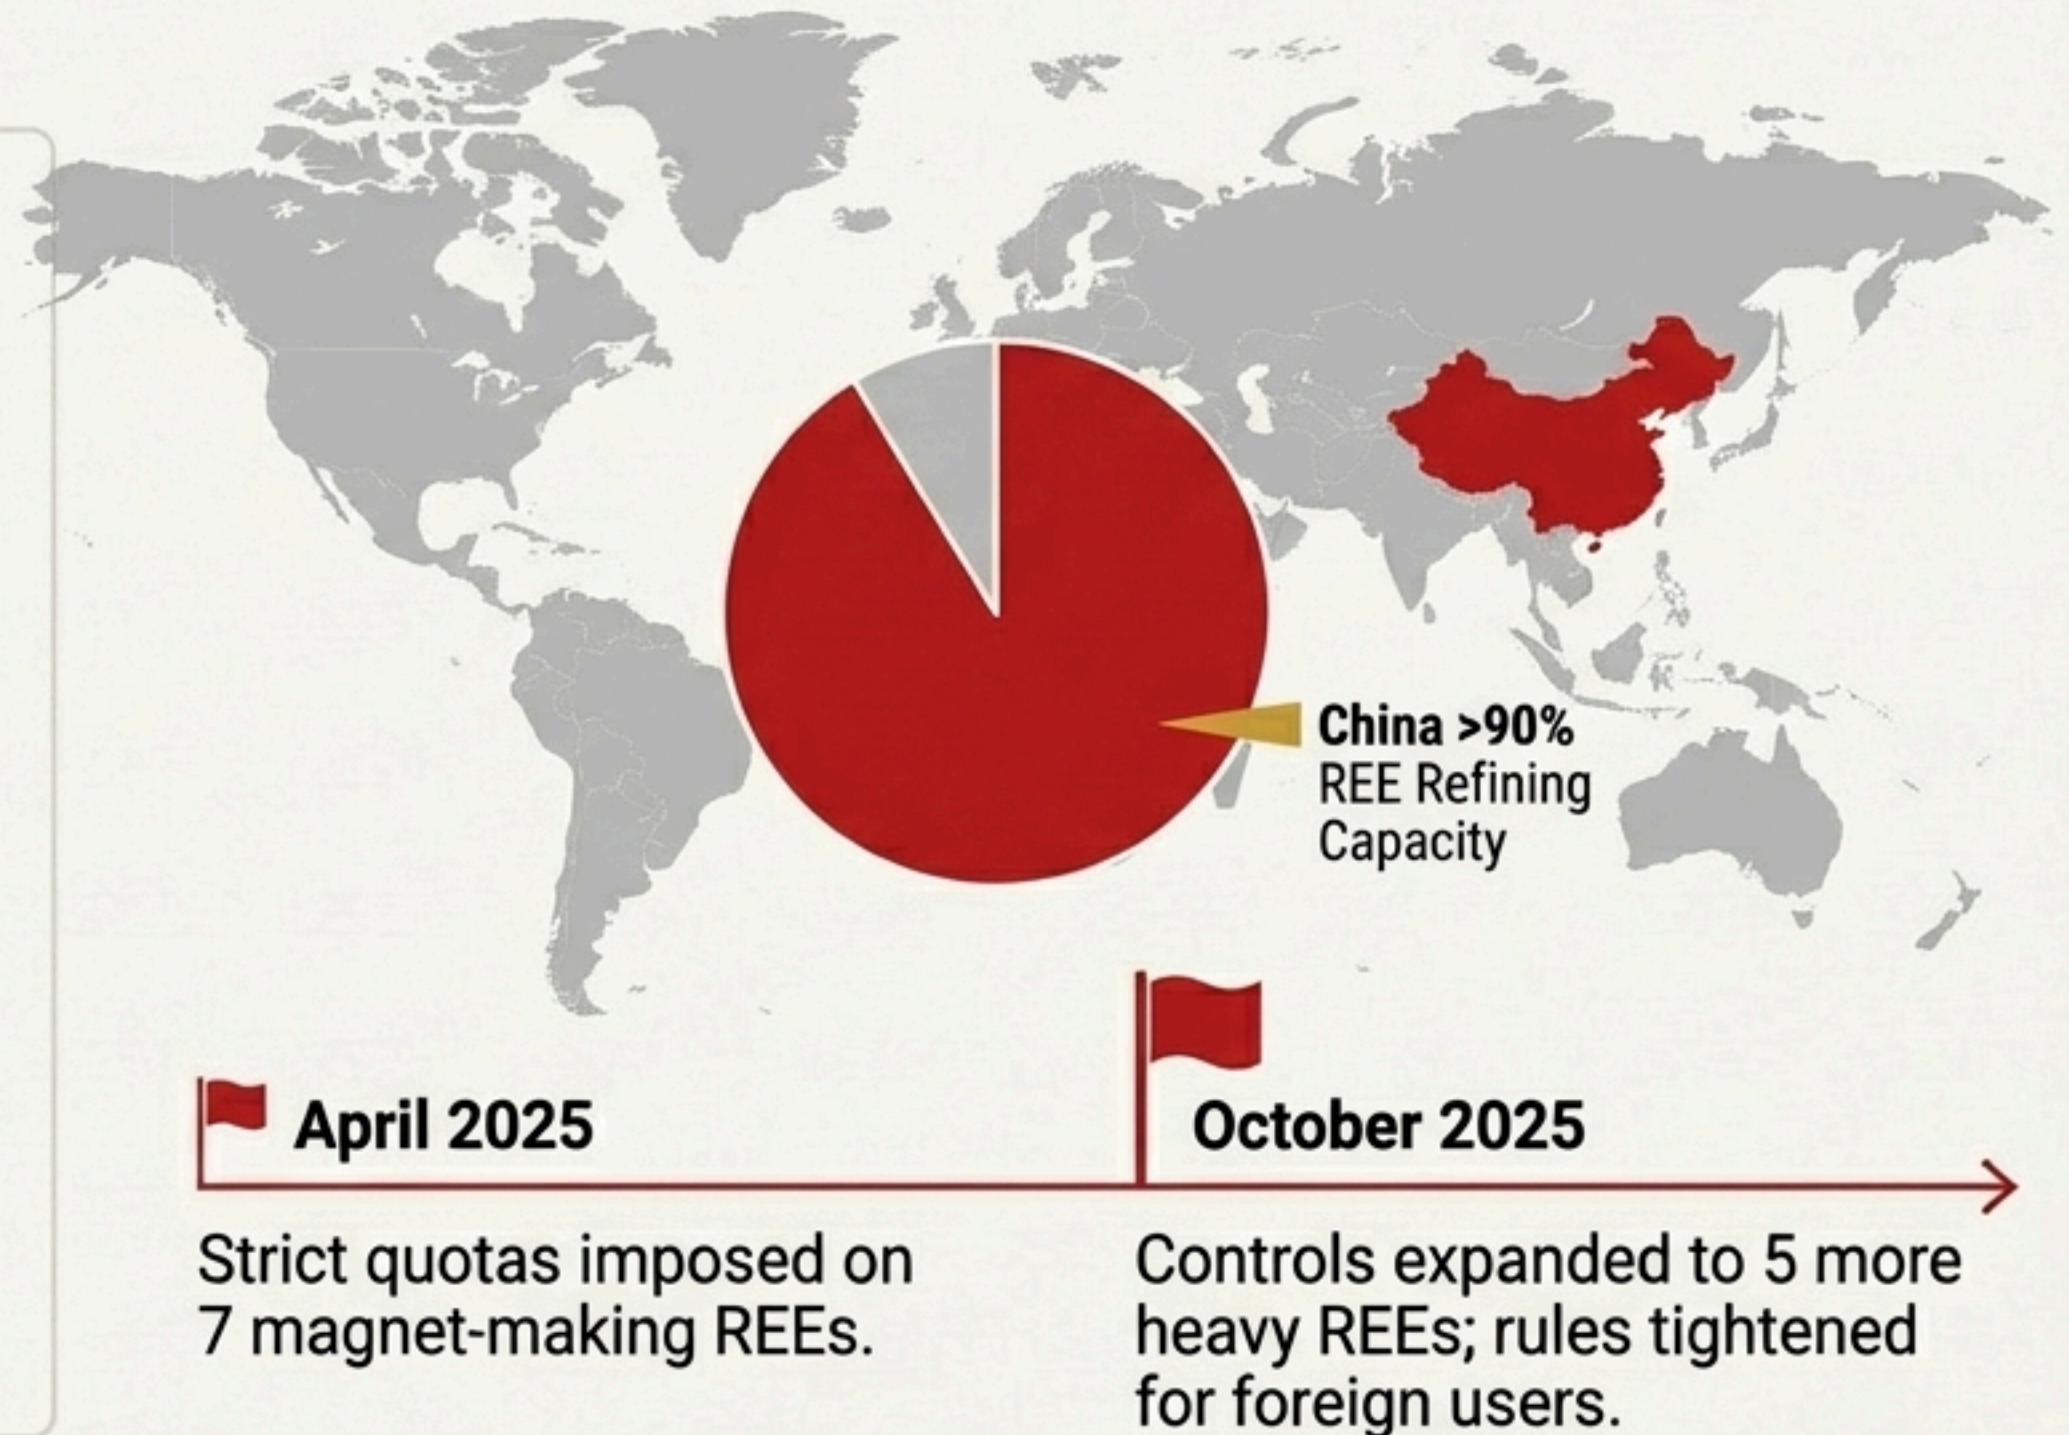 China >90%
REE Refining
Capacity
April 2025
October 2025
Strict quotas imposed on
7 magnet-making REEs.
Controls expanded to 5 more
heavy REEs; rules tightened
for foreign users.